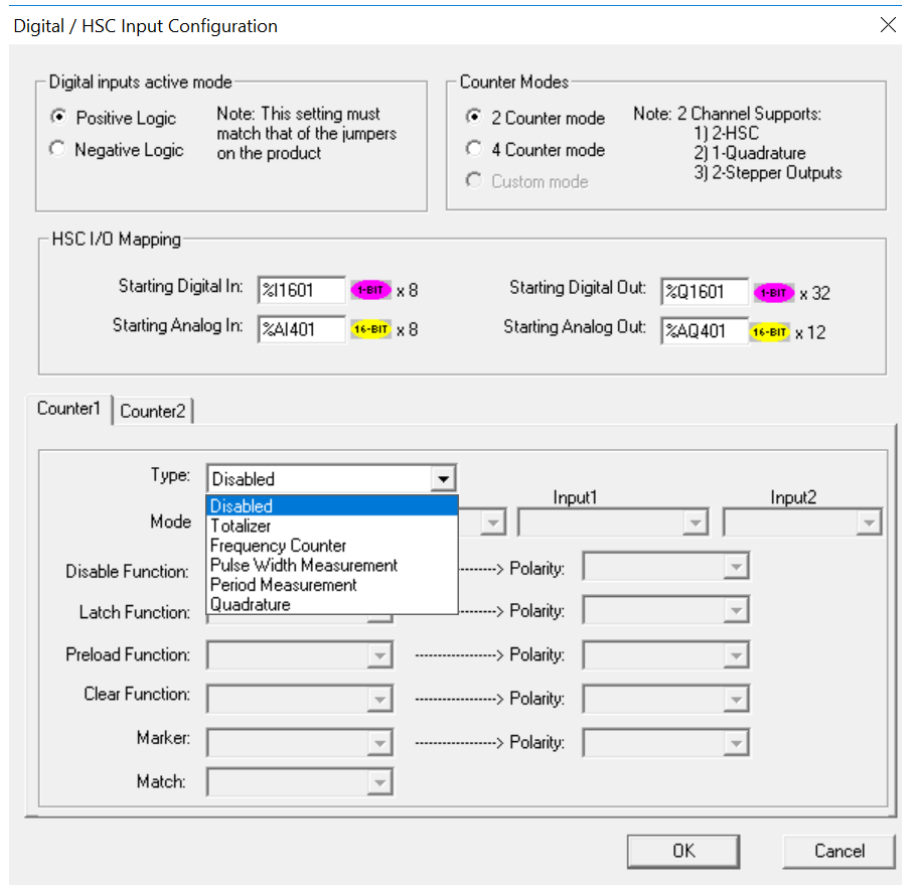 Digital / HSC Input Configuration
Digital inputs active mode
Positive Logic
Negative Logic
Note: This setting must
match that of the jumpers
on the product
Counter Modes
2 Counter mode
4 Counter mode
Custom mode
Note: 2 Channel Supports:
1) 2-HSC
2) 1-Quadrature
3) 2-Stepper Outputs
HSC I/O Mapping
Starting Digital In: %I1601 1-BIT x 8
Starting Digital Out: %Q1601 1-BIT x 32
Starting Analog In: %AI401 16-BIT x 8
Starting Analog Out: %AQ401 16-BIT x 12
Counter1 Counter2
Type: Disabled
Disabled
Totalizer
Frequency Counter
Pulse Width Measurement
Period Measurement
Quadrature
Input1 Input2
Mode
Disable Function: --------> Polarity:
Latch Function: --------> Polarity:
Preload Function: -----------------> Polarity:
Clear Function: -----------------> Polarity:
Marker: -----------------> Polarity:
Match:
OK Cancel